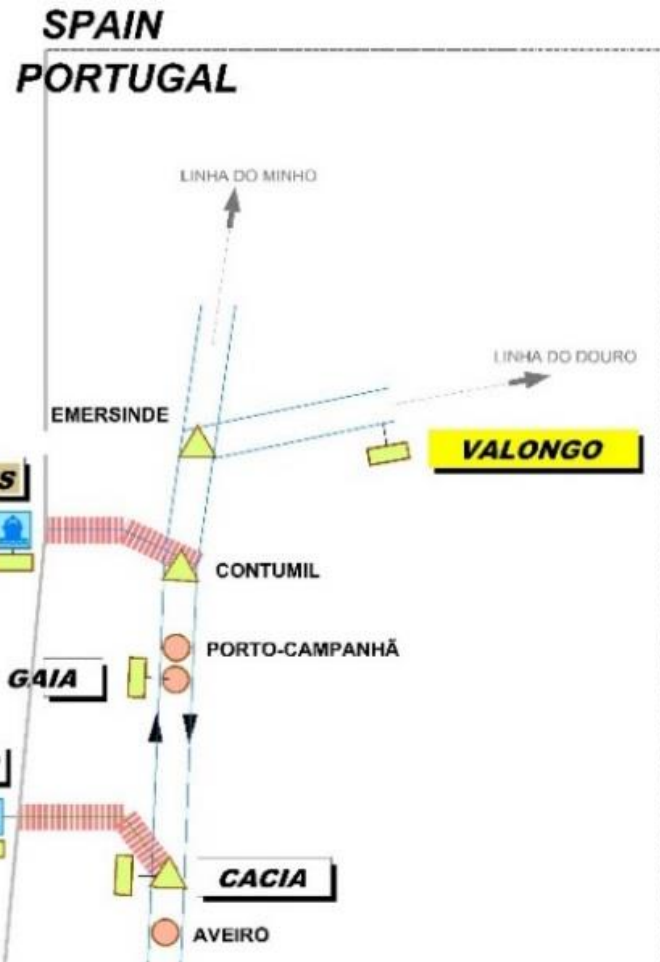 SPAIN
PORTUGAL
LINHA DO MINHO
LINHA DO DOURO
EMERSINDE
VALONGO
S
CONTUMIL
PORTO-CAMPANHÃ
GAIA
CACIA
AVEIRO